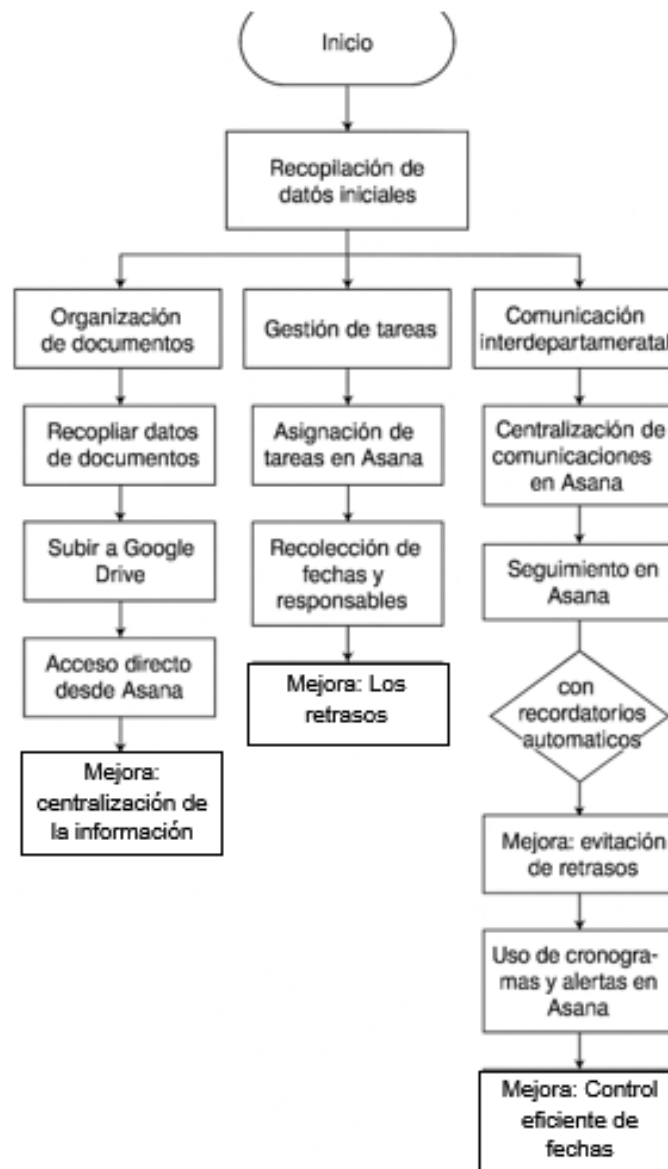 Inicio
Recopilación de
datós iniciales
Organización
de documentos
Gestión de tareas
Comunicación
interdepartameratal
Recopliar datos
de documentos
Asignación de
tareas en Asana
Centralización de
comunicaciones
en Asana
Subir a Google
Drive
Recolección de
fechas y
responsables
Seguimiento en
Asana
Acceso directo
desde Asana
Mejora: Los
retrasos
con
recordatorios
automaticos
Mejora:
centralización de
la información
Mejora: evitación
de retrasos
Uso de cronogra-
mas y alertas en
Asana
Mejora: Control
eficiente de
fechas